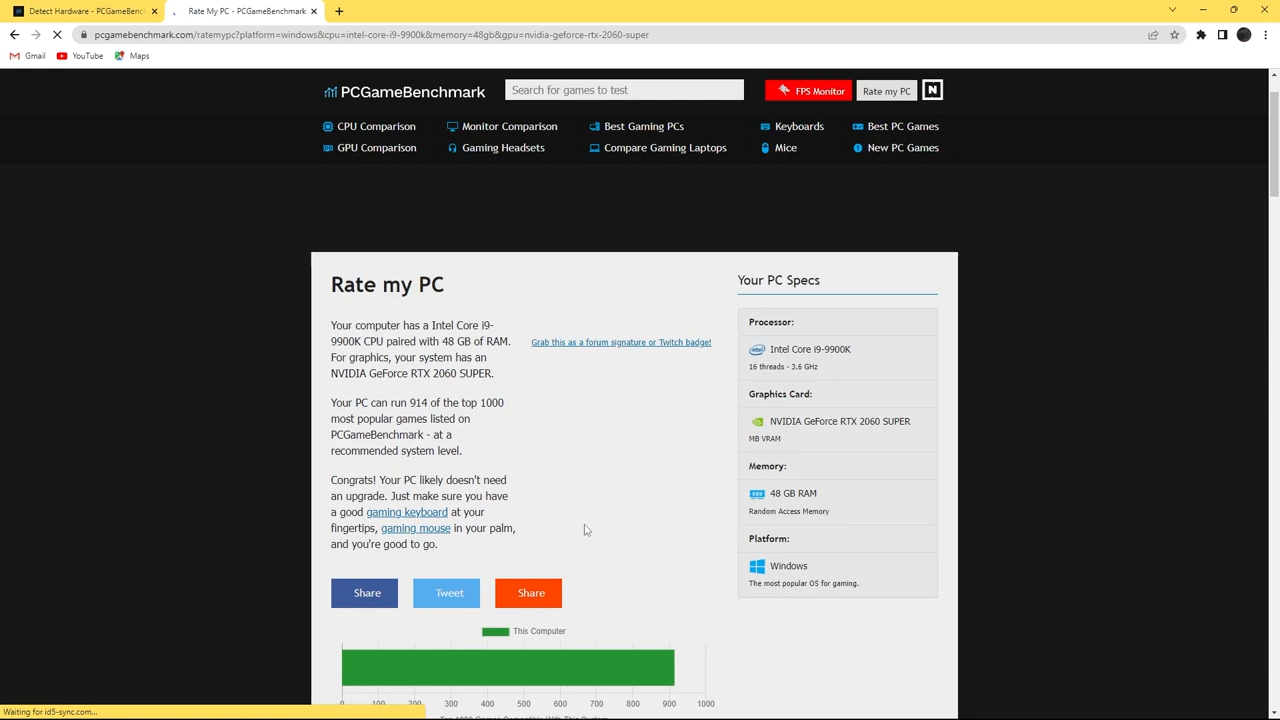 Detect Hardware - PCGameBenc
Rate My PC - PCGameBenchmark
pcgamebenchmark.com/ratemypc?platform=windows&cpu=intel-core-i9-9900k&memory=48gb&gpu=nvidia-geforce-rtx-2060-super
Gmail YouTube Maps
PCGameBenchmark
Search for games to test
FPS Monitor
Rate my PC
N
CPU Comparison
Monitor Comparison
Best Gaming PCs
Keyboards
Best PC Games
GPU Comparison
Gaming Headsets
Compare Gaming Laptops
Mice
New PC Games
Rate my PC
Your computer has a Intel Core i9-
9900K CPU paired with 48 GB of RAM.
For graphics, your system has an
NVIDIA GeForce RTX 2060 SUPER.
Your PC can run 914 of the top 1000
most popular games listed on
PCGameBenchmark - at a
recommended system level.
Congrats! Your PC likely doesn't need
an upgrade. Just make sure you have
a good gaming keyboard at your
fingertips, gaming mouse in your palm,
and you're good to go.
Grab this as a forum signature or Twitch badge!
Share
Tweet
Share
This Computer
0 100 200 300 400 500 600 700 800 900 1000
Top 1000 Games Compatible With This System
Your PC Specs
Processor:
Intel Core i9-9900K
16 threads - 3.6 GHz
Graphics Card:
NVIDIA GeForce RTX 2060 SUPER
MB VRAM
Memory:
48 GB RAM
Random Access Memory
Platform:
Windows
The most popular OS for gaming.
Waiting for id5-sync.com...